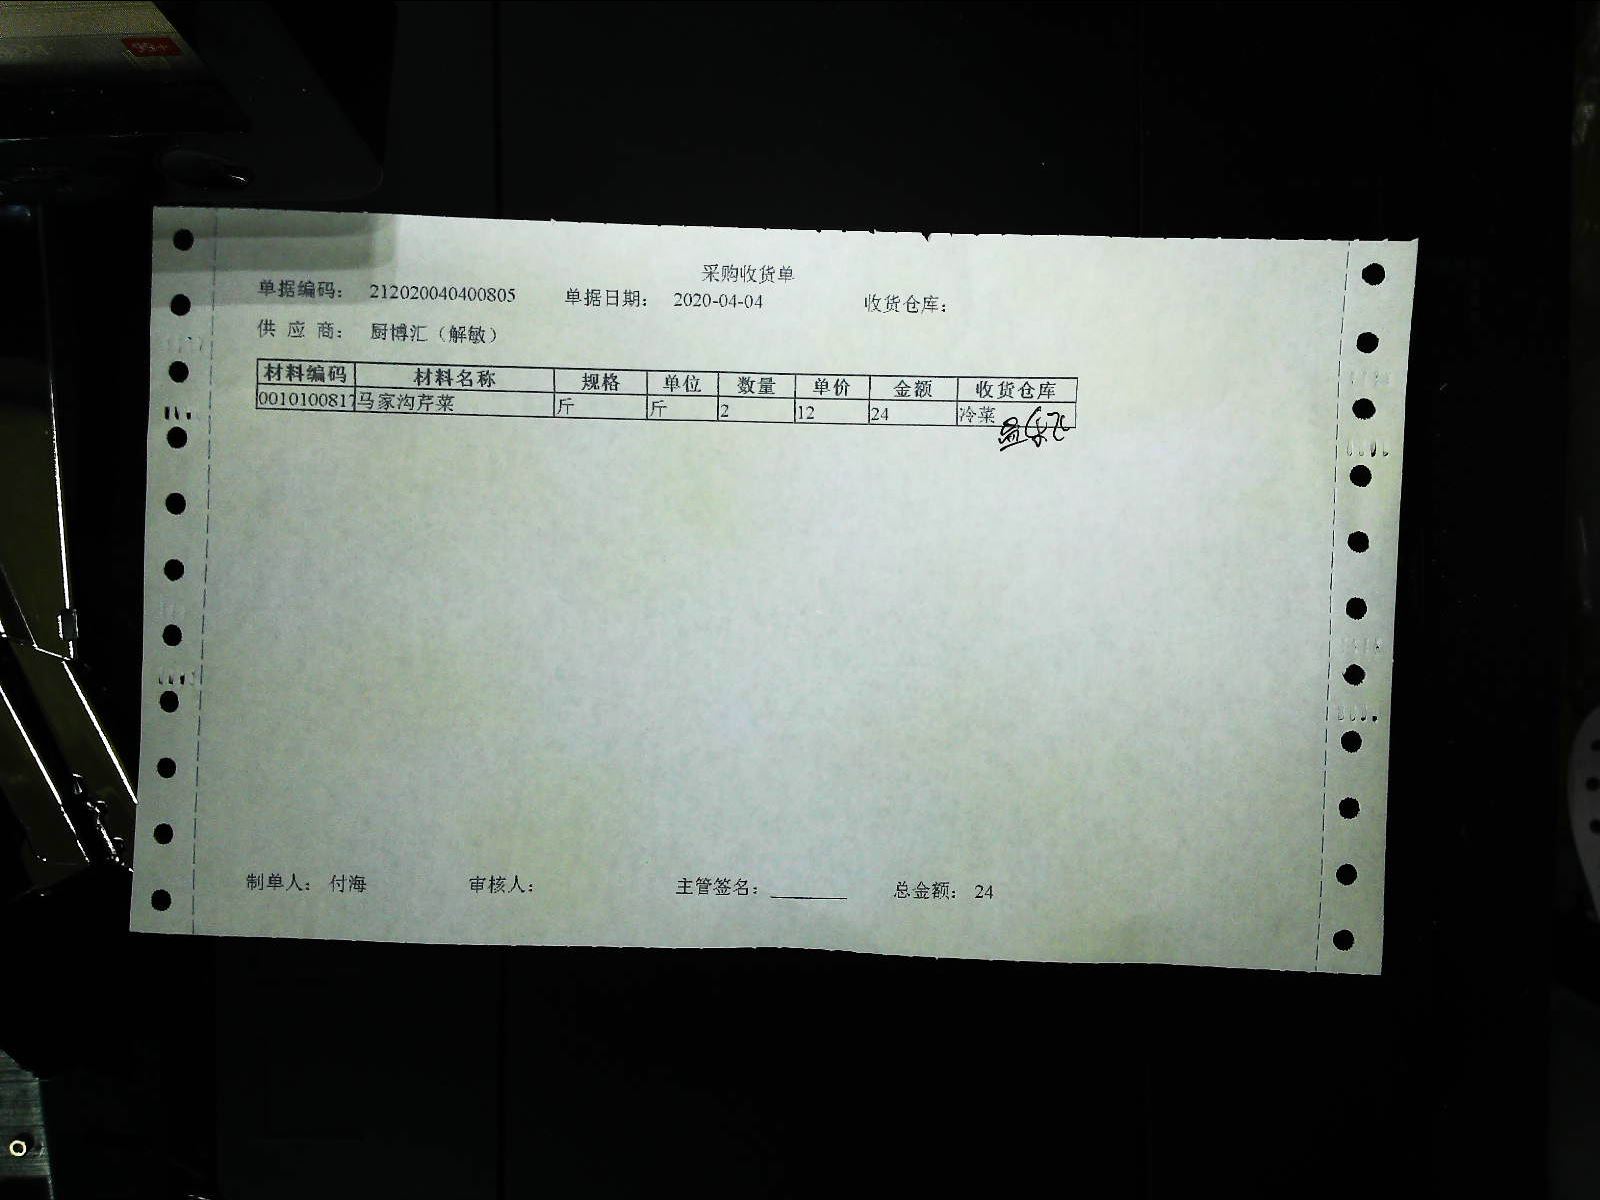 采购收货单
单据编码: 212020040400805 单据日期: 2020-04-04 收货仓库:
供 应 商: 厨博汇（解敏）
材料编码 材料名称 规格 单位 数量 单价 金额 收货仓库
0010100817 马家沟芹菜 斤 斤 2 12 24 冷菜
制单人: 付海 审核人: 主管签名: 总金额: 24